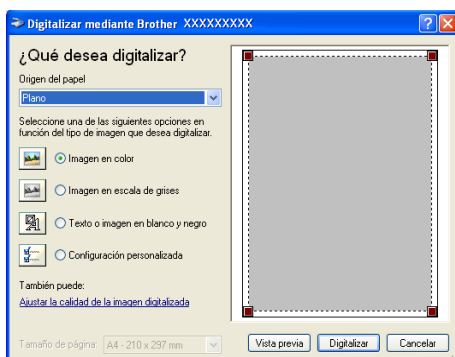 Digitalizar mediante Brother XXXXXXXXX
¿Qué desea digitalizar?
Origen del papel
Plano
Seleccione una de las siguientes opciones en
función del tipo de imagen que desea digitalizar.
Imagen en color
Imagen en escala de grises
Texto o imagen en blanco y negro
Configuración personalizada
También puede:
Ajustar la calidad de la imagen digitalizada
Tamaño de página: A4 - 210 x 297 mm
Vista previa Digitalizar Cancelar